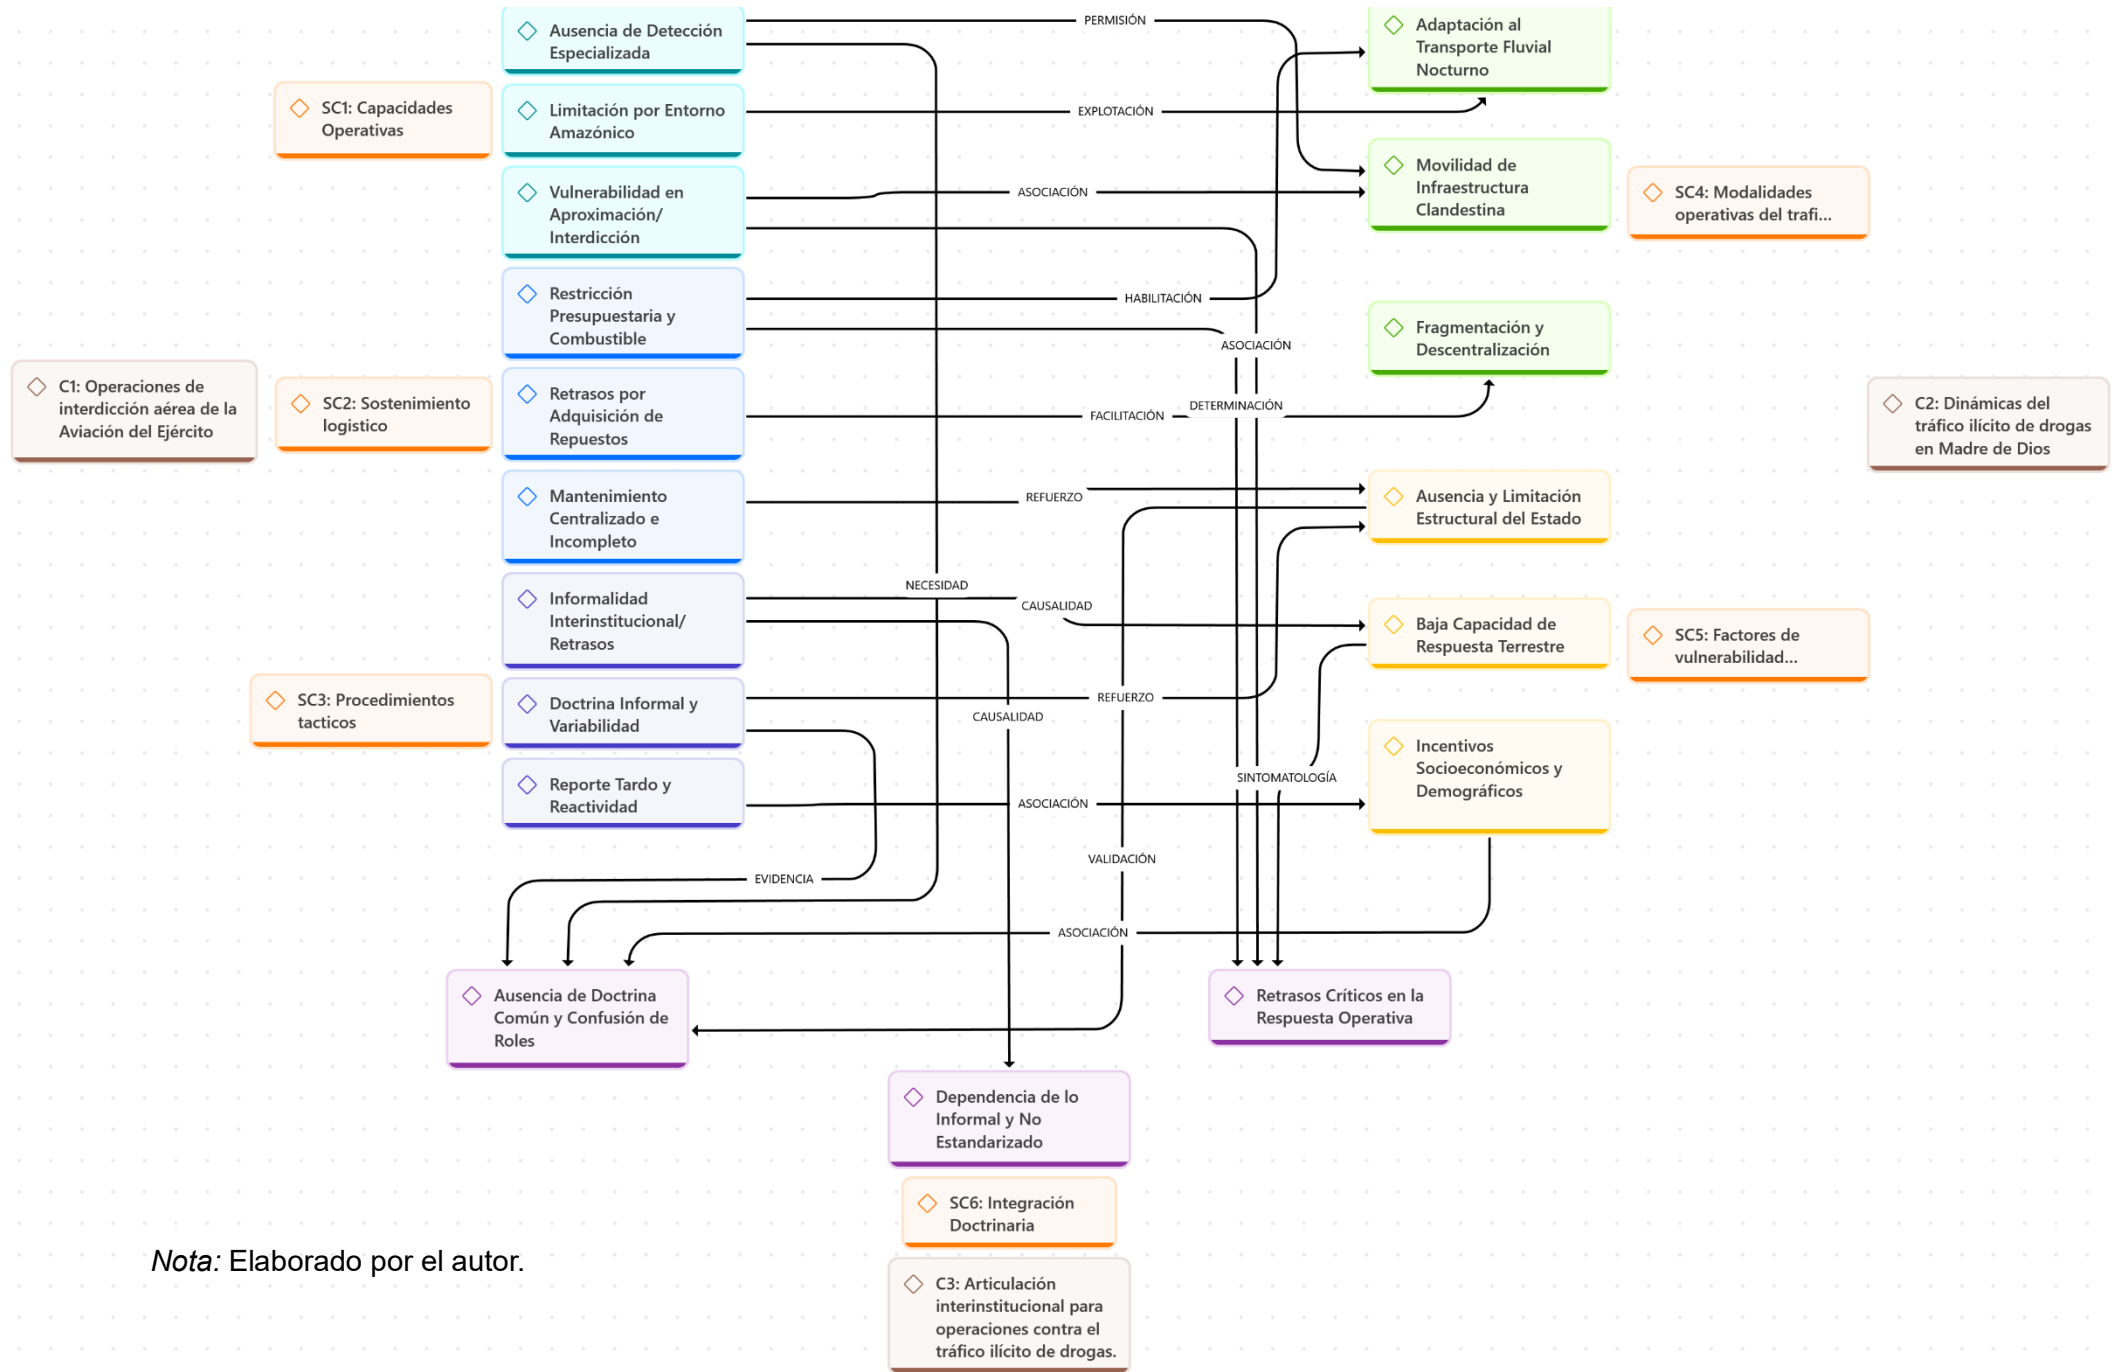 Ausencia de Detección
Especializada
PERMISIÓN
Adaptación al
Transporte Fluvial
Nocturno
SC1: Capacidades
Operativas
Limitación por Entorno
Amazónico
EXPLOTACIÓN
Vulnerabilidad en
Aproximación/
Interdicción
ASOCIACIÓN
Movilidad de
Infraestructura
Clandestina
SC4: Modalidades
operativas del trafi...
Restricción
Presupuestaria y
Combustible
HABILITACIÓN
ASOCIACIÓN
Fragmentación y
Descentralización
C1: Operaciones de
interdicción aérea de la
Aviación del Ejército
SC2: Sostenimiento
logistico
Retrasos por
Adquisición de
Repuestos
FACILITACIÓN
DETERMINACIÓN
C2: Dinámicas del
tráfico ilícito de drogas
en Madre de Dios
Mantenimiento
Centralizado e
Incompleto
REFUERZO
Ausencia y Limitación
Estructural del Estado
NECESIDAD
Informalidad
Interinstitucional/
Retrasos
CAUSALIDAD
Baja Capacidad de
Respuesta Terrestre
SC5: Factores de
vulnerabilidad...
SC3: Procedimientos
tacticos
Doctrina Informal y
Variabilidad
REFUERZO
CAUSALIDAD
Incentivos
Socioeconómicos y
Demográficos
Reporte Tardo y
Reactividad
SINTOMATOLOGÍA
ASOCIACIÓN
VALIDACIÓN
EVIDENCIA
ASOCIACIÓN
Ausencia de Doctrina
Común y Confusión de
Roles
Retrasos Críticos en la
Respuesta Operativa
Dependencia de lo
Informal y No
Estandarizado
SC6: Integración
Doctrinaria
Nota: Elaborado por el autor.
C3: Articulación
interinstitucional para
operaciones contra el
tráfico ilícito de drogas.